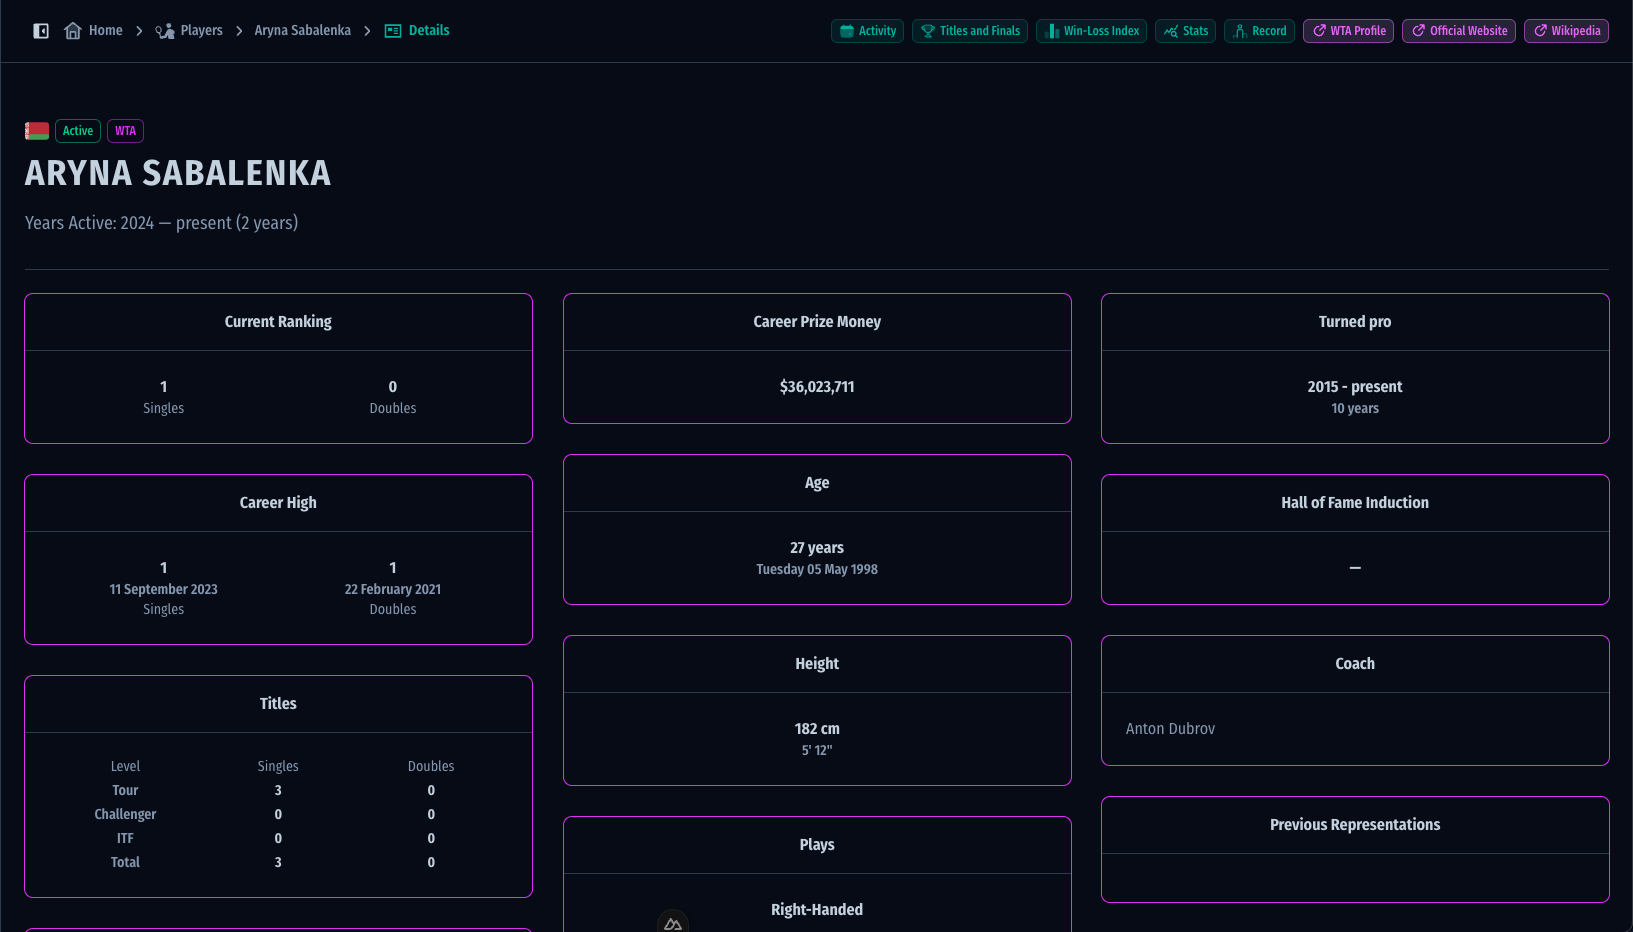 Home > Players > Aryna Sabalenka > Details
Activity Titles and Finals Win-Loss Index Stats Record WTA Profile Official Website Wikipedia
Active WTA
ARYNA SABALENKA
Years Active: 2024 — present (2 years)
Current Ranking
1 0
Singles Doubles
Career High
1 1
11 September 2023 22 February 2021
Singles Doubles
Titles
Level Singles Doubles
Tour 3 0
Challenger 0 0
ITF 0 0
Total 3 0
Career Prize Money
$36,023,711
Age
27 years
Tuesday 05 May 1998
Height
182 cm
5' 12"
Plays
Right-Handed
Turned pro
2015 - present
10 years
Hall of Fame Induction
—
Coach
Anton Dubrov
Previous Representations